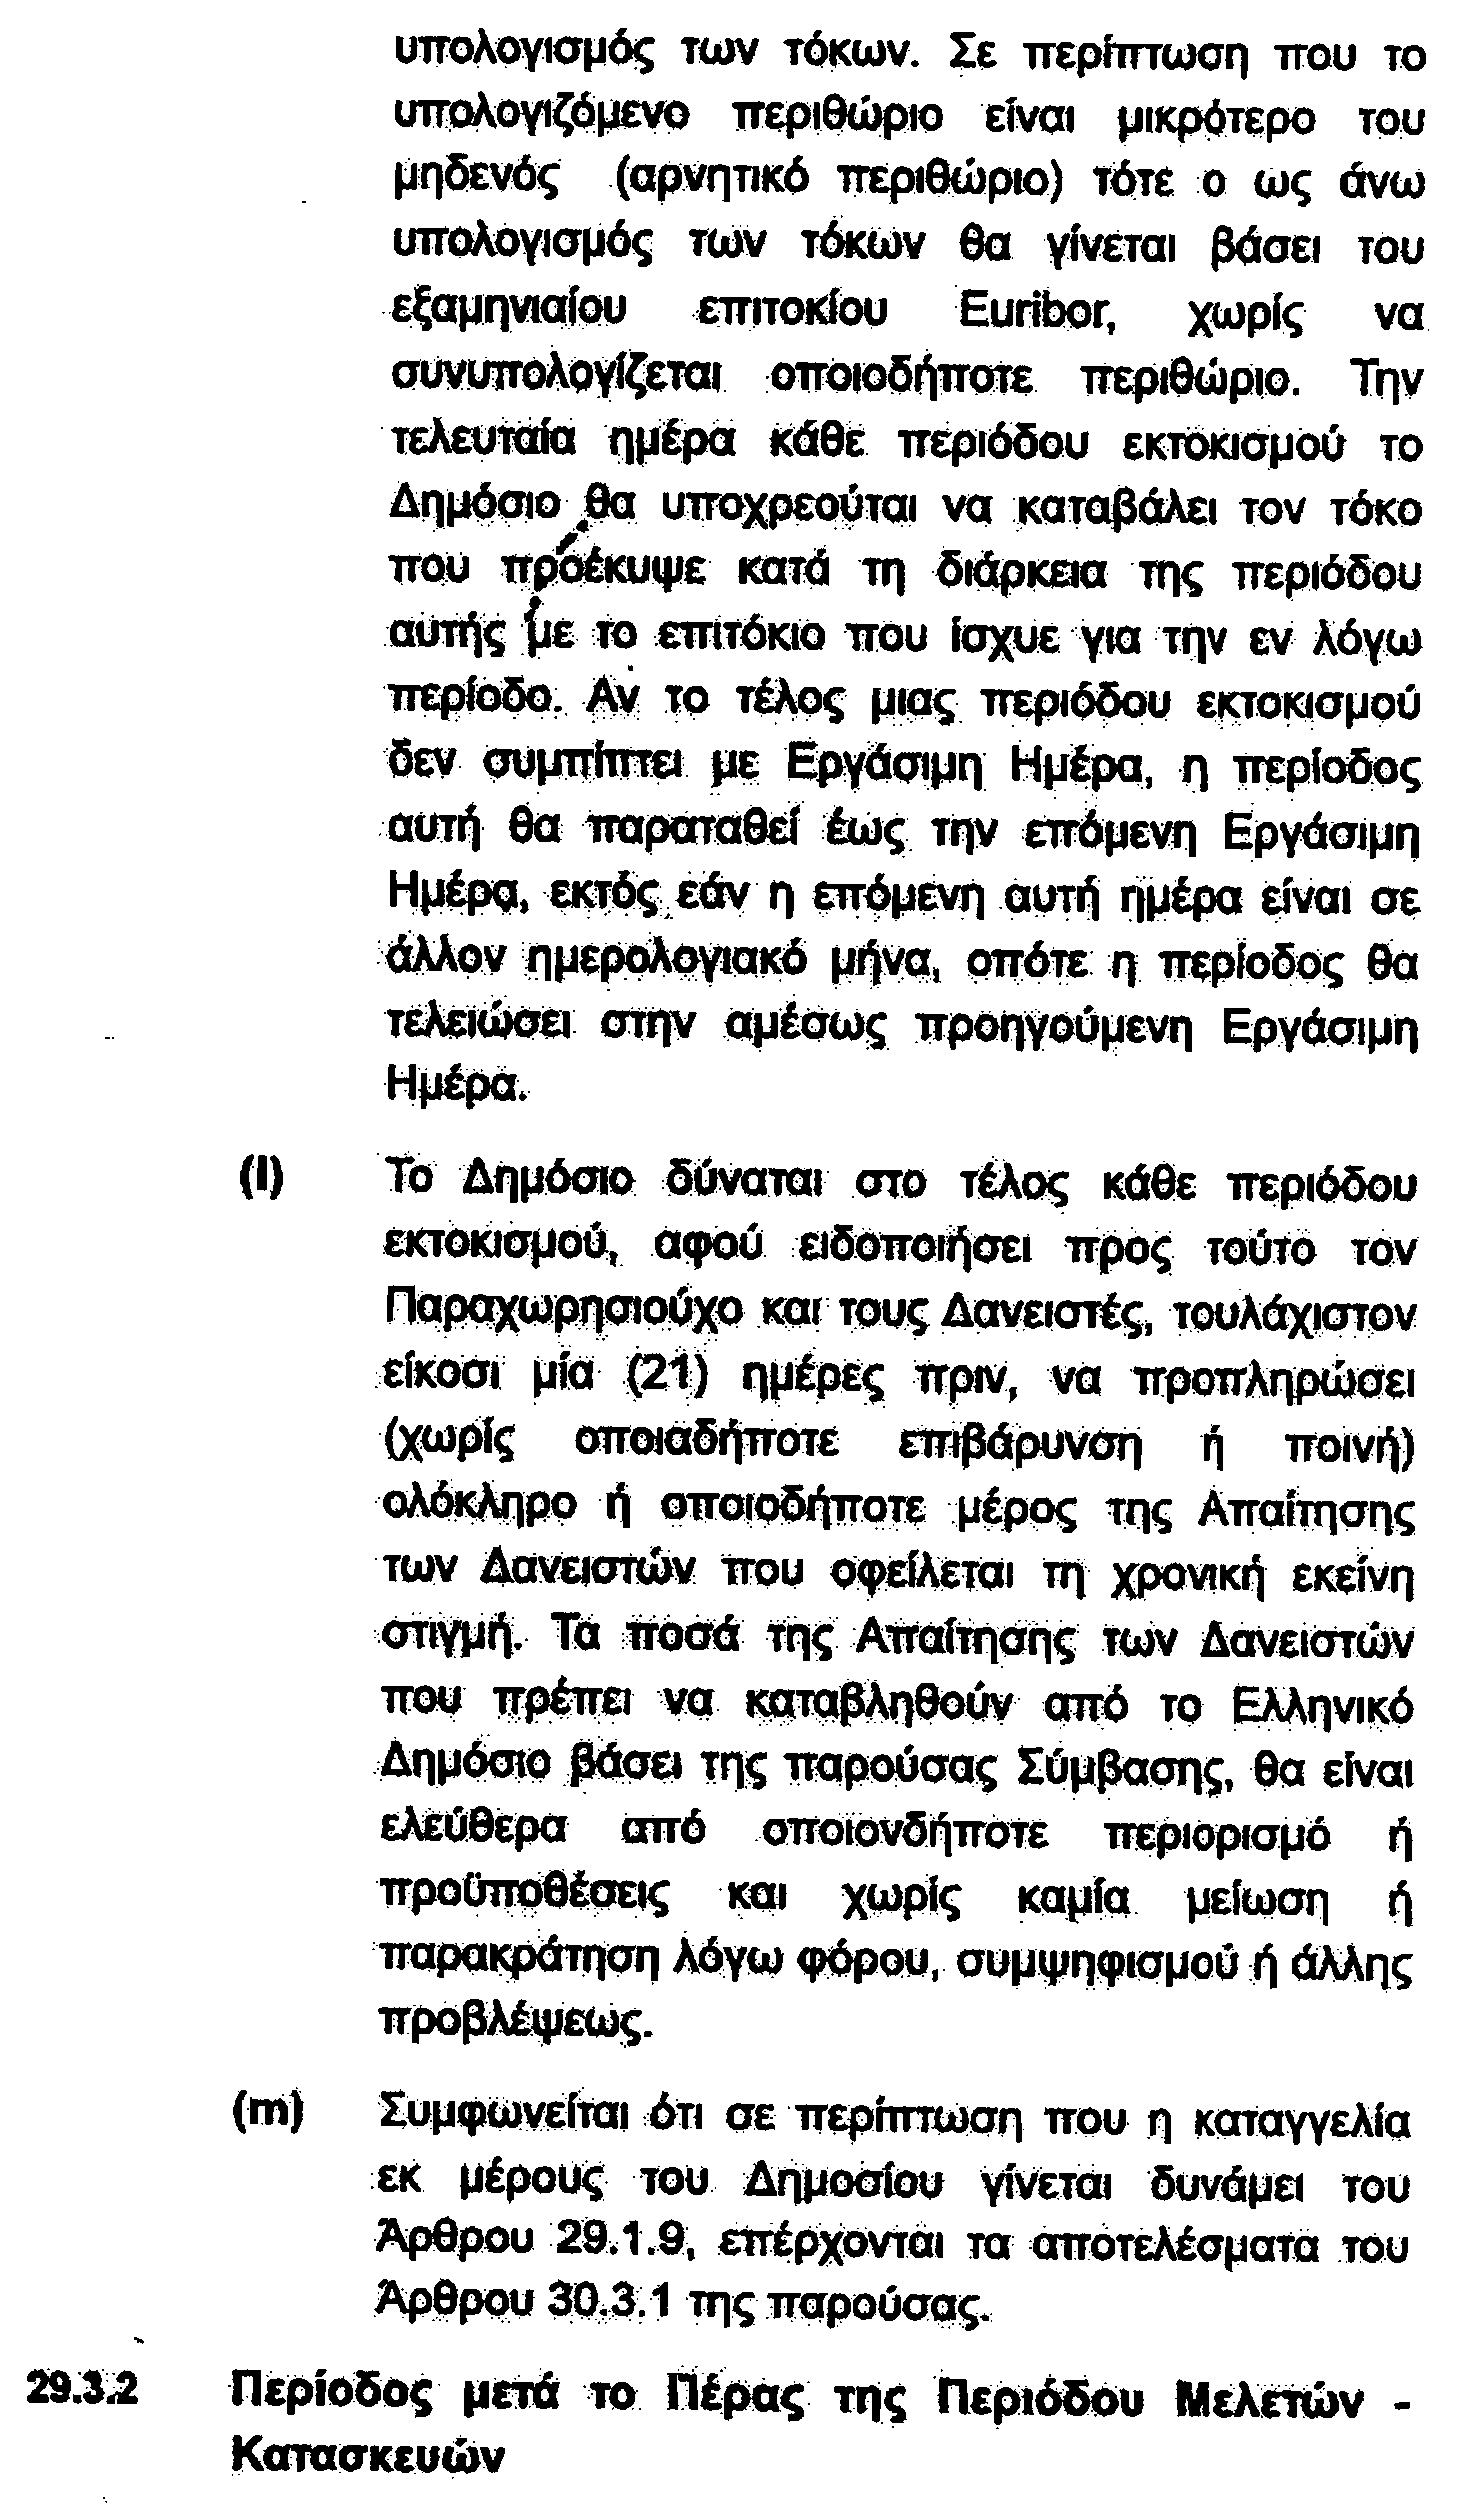 υπολογισμός των τόκων. Σε περίπτωση που το
υπολογιζόμενο περιθώριο είναι μικρότερο του
μηδενός (αρνητικό περιθώριο) τότε ο ως άνω
υπολογισμός των τόκων θα γίνεται βάσει του
εξαμηνιαίου επιτοκίου Euribor, χωρίς να
συνυπολογίζεται οποιοδήποτε περιθώριο. Την
τελευταία ημέρα κάθε περιόδου εκτοκισμού το
Δημόσιο θα υποχρεούται να καταβάλει τον τόκο
που προέκυψε κατά τη διάρκεια της περιόδου
αυτής με το επιτόκιο που ίσχυε για την εν λόγω
περίοδο. Αν το τέλος μιας περιόδου εκτοκισμού
δεν συμπίπτει με Εργάσιμη Ημέρα, η περίοδος
αυτή θα παραταθεί έως την επόμενη Εργάσιμη
Ημέρα, εκτός εάν η επόμενη αυτή ημέρα είναι σε
άλλον ημερολογιακό μήνα, οπότε η περίοδος θα
τελειώσει στην αμέσως προηγούμενη Εργάσιμη
Ημέρα.
(l) Το Δημόσιο δύναται στο τέλος κάθε περιόδου
εκτοκισμού, αφού ειδοποιήσει προς τούτο τον
Παραχωρησιούχο και τους Δανειστές, τουλάχιστον
είκοσι μία (21) ημέρες πριν, να προπληρώσει
(χωρίς οποιαδήποτε επιβάρυνση ή ποινή)
ολόκληρο ή οποιοδήποτε μέρος της Απαίτησης
των Δανειστών που οφείλεται τη χρονική εκείνη
στιγμή. Τα ποσά της Απαίτησης των Δανειστών
που πρέπει να καταβληθούν από το Ελληνικό
Δημόσιο βάσει της παρούσας Σύμβασης, θα είναι
ελεύθερα από οποιονδήποτε περιορισμό ή
προϋποθέσεις και χωρίς καμία μείωση ή
παρακράτηση λόγω φόρου, συμψηφισμού ή άλλης
προβλέψεως.
(m) Συμφωνείται ότι σε περίπτωση που η καταγγελία
εκ μέρους του Δημοσίου γίνεται δυνάμει του
Άρθρου 29.1.9, επέρχονται τα αποτελέσματα του
Άρθρου 30.3.1 της παρούσας.
29.3.2 Περίοδος μετά το Πέρας της Περιόδου Μελετών -
Κατασκευών